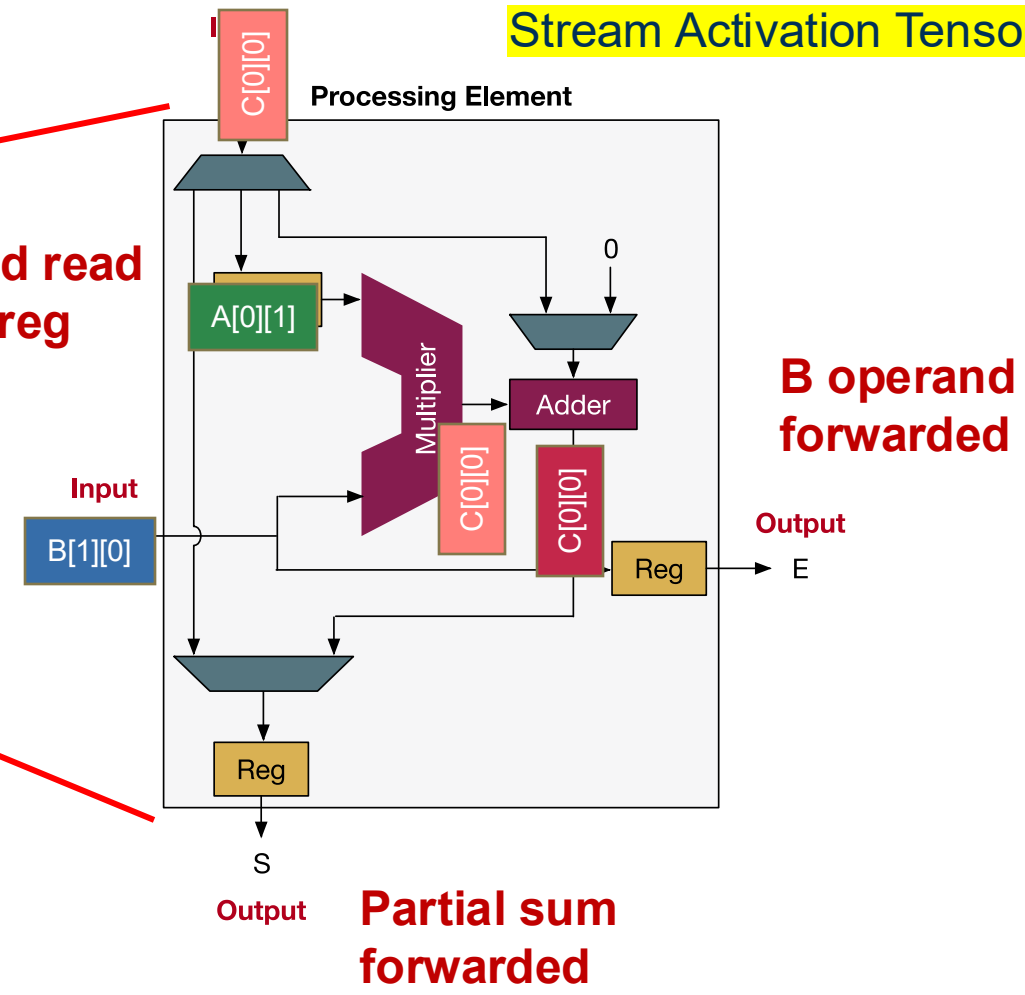 Stream Activation Tenso
C[0][0]
Processing Element
d read
reg
0
A[0][1]
Multiplier
Adder
B operand
forwarded
C[0][0]
C[0][0]
Input
B[1][0]
Output
Reg
E
Reg
S
Output
Partial sum
forwarded